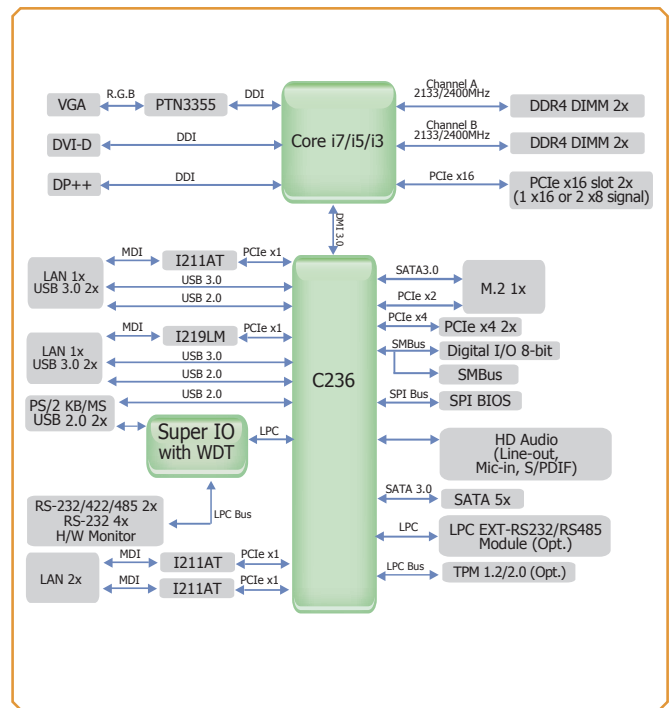 VGA
R.G.B
PTN3355
DDI
Core i7/i5/i3
Channel A
2133/2400MHz
DDR4 DIMM 2x
DVI-D
DDI
Channel B
2133/2400MHz
DDR4 DIMM 2x
DP++
DDI
PCIe x16
PCIe x16 slot 2x
(1 x16 or 2 x8 signal)
DMI 3.0
LAN 1x
USB 3.0 2x
MDI
I211AT
PCIe x1
USB 3.0
USB 2.0
LAN 1x
USB 3.0 2x
MDI
I219LM
PCIe x1
USB 3.0
USB 2.0
PS/2 KB/MS
USB 2.0 2x
USB 2.0
Super IO
with WDT
LPC
RS-232/422/485 2x
RS-232 4x
H/W Monitor
LPC Bus
LAN 2x
MDI
I211AT
PCIe x1
MDI
I211AT
PCIe x1
C236
SATA3.0
PCIe x2
M.2 1x
PCIe x4
PCIe x4 2x
SMBus
Digital I/O 8-bit
SMBus
SPI Bus
SPI BIOS
HD Audio
(Line-out,
Mic-in, S/PDIF)
SATA 3.0
SATA 5x
LPC
LPC EXT-RS232/RS485
Module (Opt.)
LPC Bus
TPM 1.2/2.0 (Opt.)